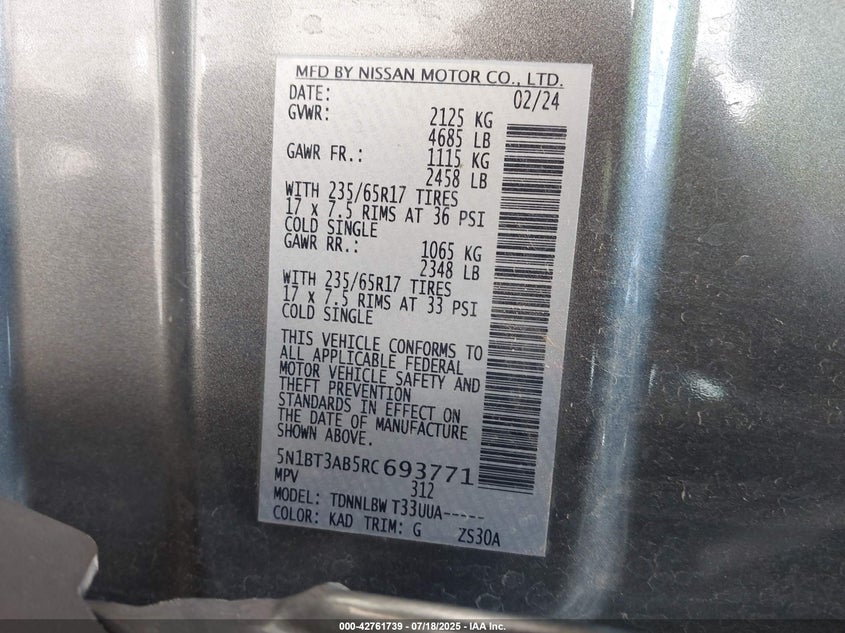 MFD BY NISSAN MOTOR CO., LTD.
DATE: 02/24
GVWR: 2125 KG
4685 LB
GAWR FR.: 1115 KG
2458 LB
WITH 235/65R17 TIRES
17 x 7.5 RIMS AT 36 PSI
COLD SINGLE
GAWR RR.: 1065 KG
2348 LB
WITH 235/65R17 TIRES
17 x 7.5 RIMS AT 33 PSI
COLD SINGLE
THIS VEHICLE CONFORMS TO
ALL APPLICABLE FEDERAL
MOTOR VEHICLE SAFETY AND
THEFT PREVENTION
STANDARDS IN EFFECT ON
THE DATE OF MANUFACTURE
SHOWN ABOVE.
5N1BT3AB5RC693771
MPV 312
MODEL: TDNNLBW T33UUA-----
COLOR: KAD TRIM: G ZS30A
000-42761739 - 07/18/2025 - IAA Inc.